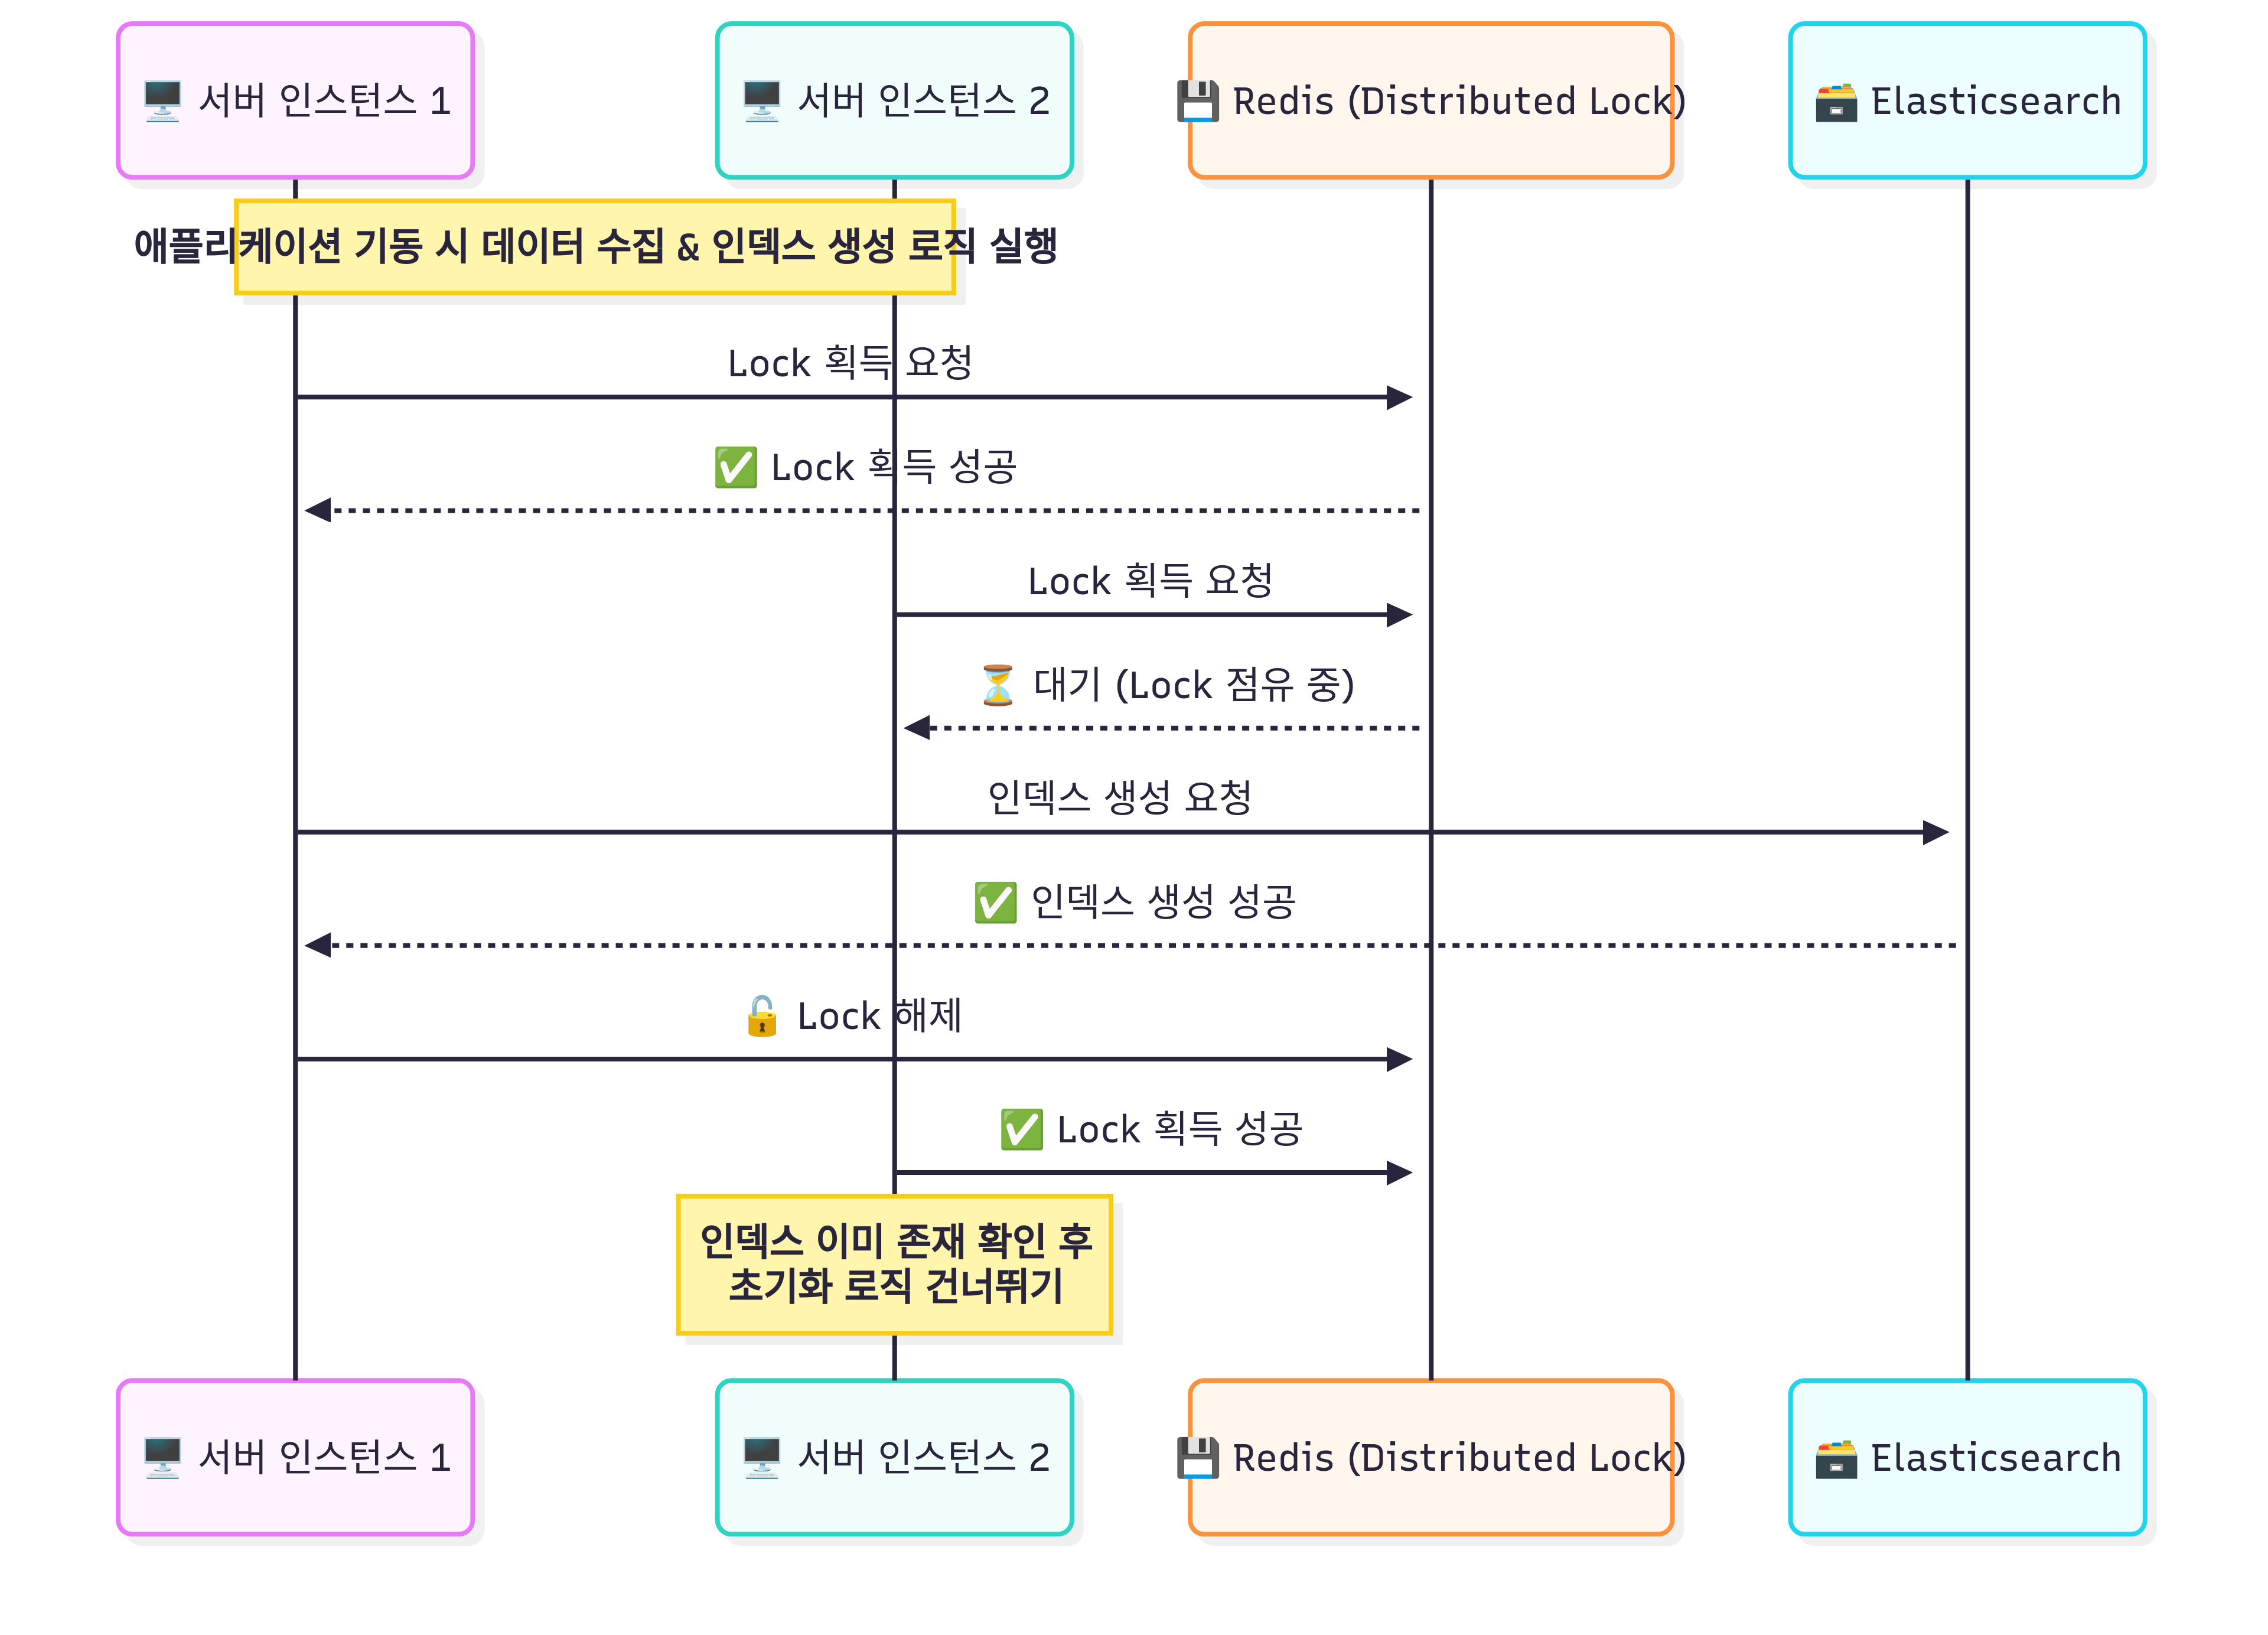 🖥️ 서버 인스턴스 1
🖥️ 서버 인스턴스 2
💾 Redis (Distributed Lock)
🗃️ Elasticsearch
애플리케이션 기동 시 데이터 수집 & 인덱스 생성 로직 실행
Lock 획득 요청
✅ Lock 획득 성공
Lock 획득 요청
⏳ 대기 (Lock 점유 중)
인덱스 생성 요청
✅ 인덱스 생성 성공
🔓 Lock 해제
✅ Lock 획득 성공
인덱스 이미 존재 확인 후
초기화 로직 건너뛰기
🖥️ 서버 인스턴스 1
🖥️ 서버 인스턴스 2
💾 Redis (Distributed Lock)
🗃️ Elasticsearch